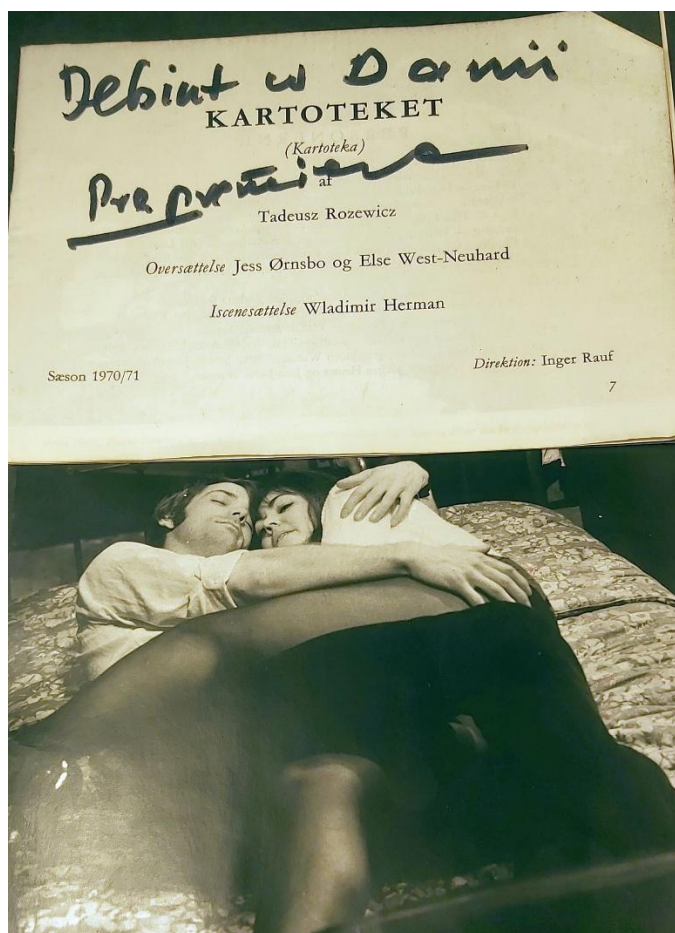 Debiut w Danii
KARTOTEKET
(Kartoteka)
Prapremiera
af
Tadeusz Rozewicz
Oversættelse Jess Ørnsbo og Else West-Neuhard
Iscenesættelse Wladimir Herman
Sæson 1970/71
Direktion: Inger Rauf
7